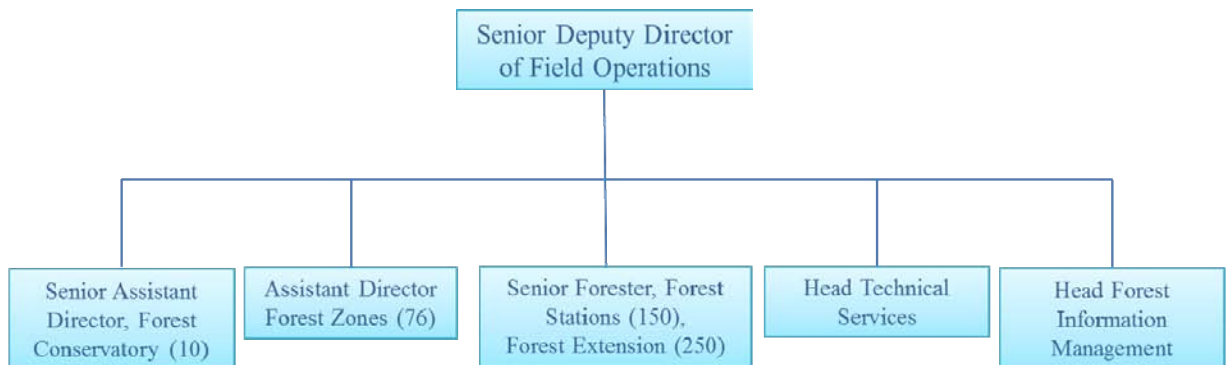 Senior Deputy Director
of Field Operations
Senior Assistant
Director, Forest
Conservatory (10)
Assistant Director
Forest Zones (76)
Senior Forester, Forest
Stations (150),
Forest Extension (250)
Head Technical
Services
Head Forest
Information
Management